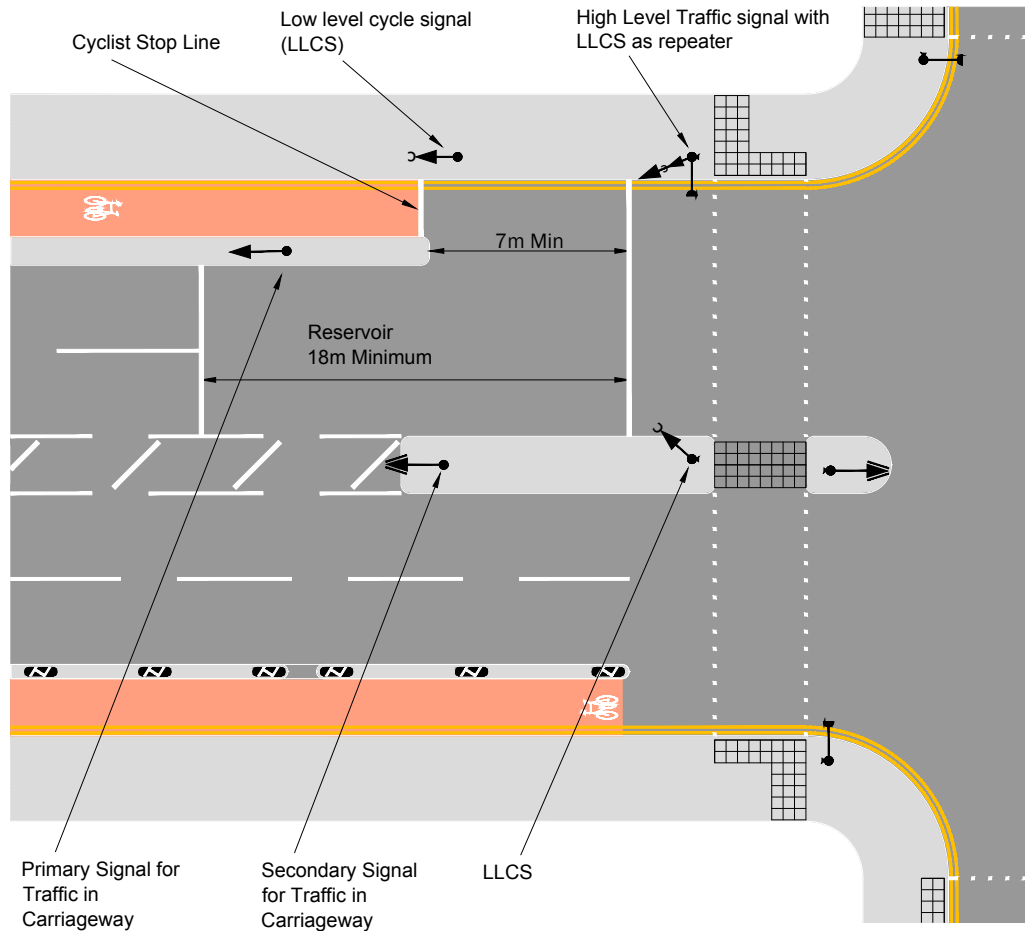 Low level cycle signal
(LLCS)
High Level Traffic signal with
LLCS as repeater
Cyclist Stop Line
7m Min
Reservoir
18m Minimum
Primary Signal for
Traffic in
Carriageway
Secondary Signal
for Traffic in
Carriageway
LLCS